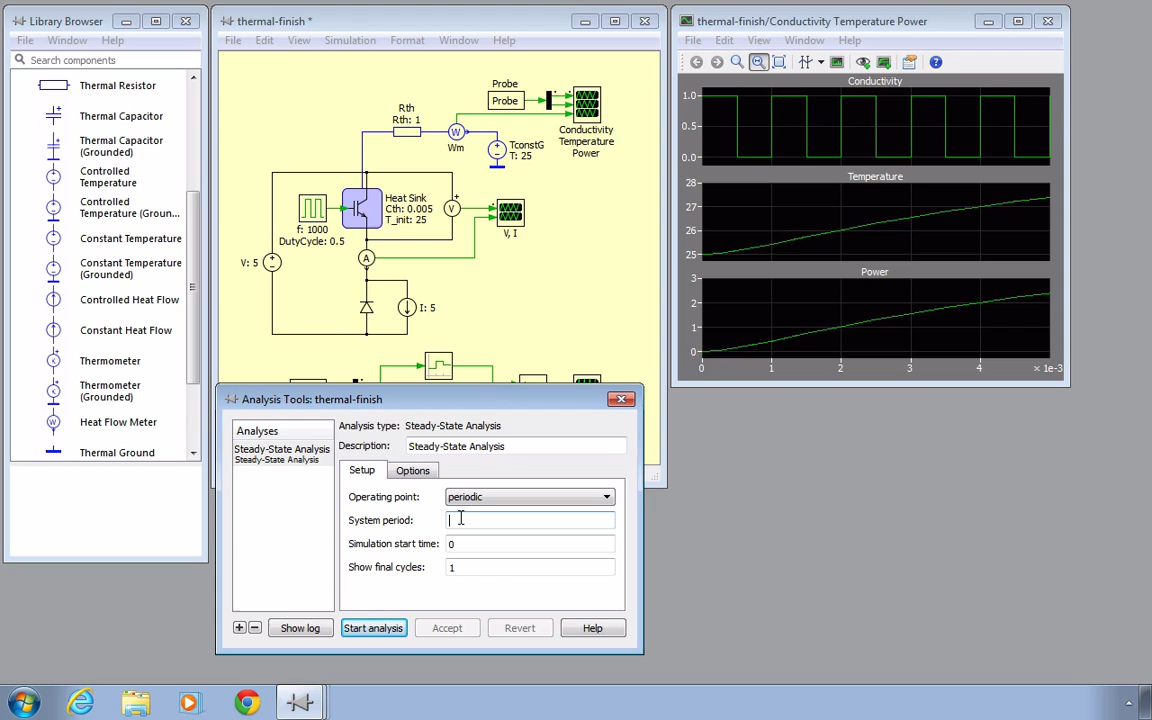 Library Browser
File Window Help
Search components
Thermal Resistor
Thermal Capacitor
Thermal Capacitor
(Grounded)
Controlled
Temperature
Controlled
Temperature (Groun...
Constant Temperature
Constant Temperature
(Grounded)
Controlled Heat Flow
Constant Heat Flow
Thermometer
Thermometer
(Grounded)
Heat Flow Meter
Thermal Ground
thermal-finish *
File Edit View Simulation Format Window Help
Probe
Probe
Conductivity
Temperature
Power
Rth
Rth: 1
W
Wm
TconstG
T: 25
Heat Sink
Cth: 0.005
T_init: 25
f: 1000
DutyCycle: 0.5
V
V, I
V: 5
A
I: 5
thermal-finish/Conductivity Temperature Power
File Edit View Window Help
Conductivity
1.0
0.5
0.0
Temperature
28
27
26
25
Power
3
2
1
0
0 1 2 3 4 × 1e-3
Analysis Tools: thermal-finish
Analyses
Steady-State Analysis
Steady-State Analysis
Analysis type: Steady-State Analysis
Description: Steady-State Analysis
Setup Options
Operating point: periodic
System period:
Simulation start time: 0
Show final cycles: 1
Show log Start analysis Accept Revert Help